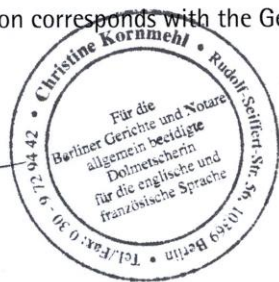 on corresponds with the Ge
Christine Kornmehl • Rudolf-Seiffert-Str. 56, 10369 Berlin • Tel./Fax: 0 30 - 9 72 94 42 •
Für die
Berliner Gerichte und Notare
allgemein beeidigte
Dolmetscherin
für die englische und
französische Sprache